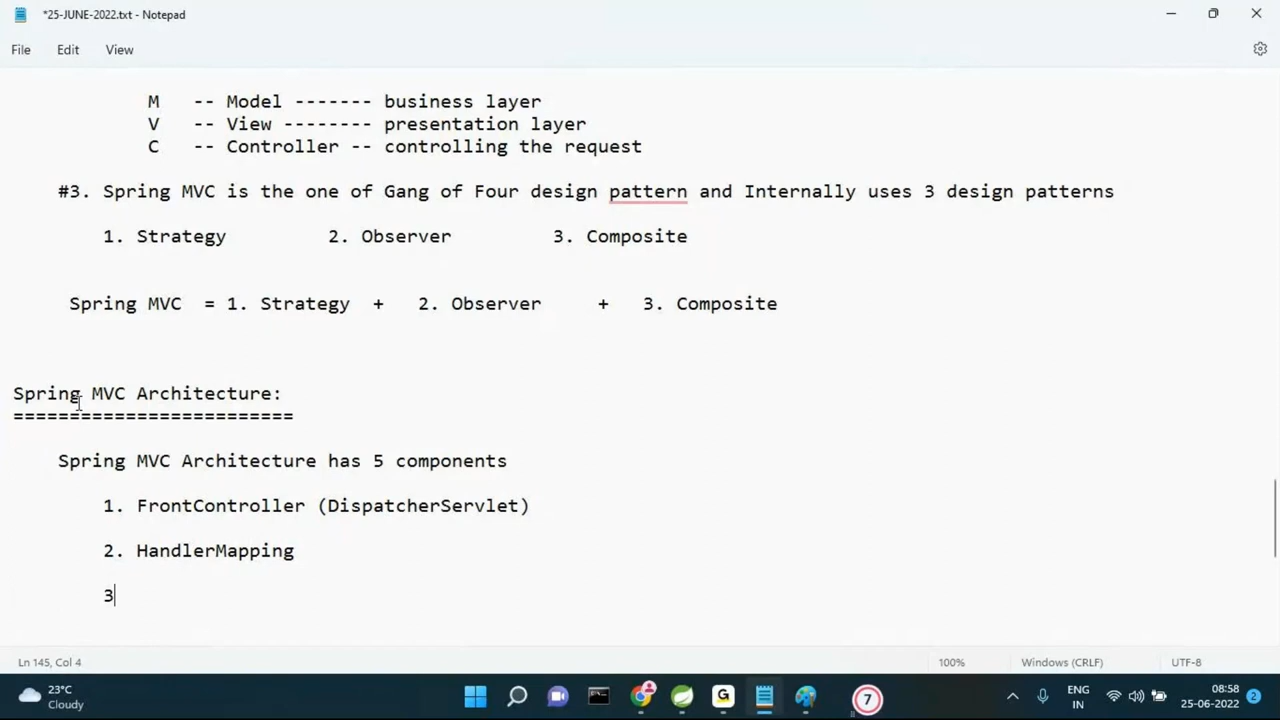 *25-JUNE-2022.txt - Notepad
File Edit View
M -- Model ------- business layer
V -- View -------- presentation layer
C -- Controller -- controlling the request
#3. Spring MVC is the one of Gang of Four design pattern and Internally uses 3 design patterns
1. Strategy 2. Observer 3. Composite
Spring MVC = 1. Strategy + 2. Observer + 3. Composite
Spring MVC Architecture:
=========================
Spring MVC Architecture has 5 components
1. FrontController (DispatcherServlet)
2. HandlerMapping
3
Ln 145, Col 4 100% Windows (CRLF) UTF-8
23°C
Cloudy
G
7
ENG
IN
08:58
25-06-2022
2